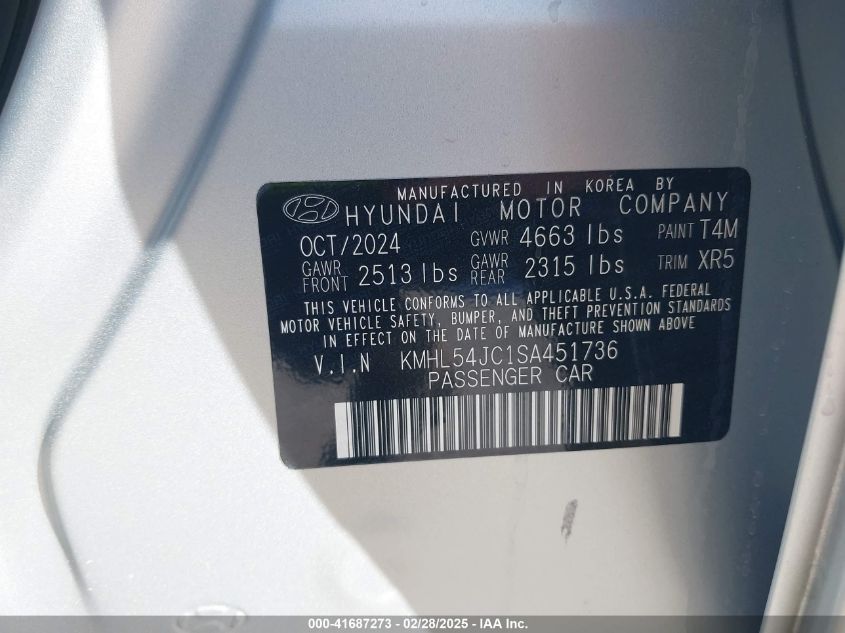 MANUFACTURED IN KOREA BY
HYUNDAI MOTOR COMPANY
OCT/2024 GVWR 4663 lbs PAINT T4M
GAWR FRONT 2513 lbs GAWR REAR 2315 lbs TRIM XR5
THIS VEHICLE CONFORMS TO ALL APPLICABLE U.S.A. FEDERAL
MOTOR VEHICLE SAFETY, BUMPER, AND THEFT PREVENTION STANDARDS
IN EFFECT ON THE DATE OF MANUFACTURE SHOWN ABOVE
V.I.N KMHL54JC1SA451736
PASSENGER CAR
000-41687273 - 02/28/2025 - IAA Inc.